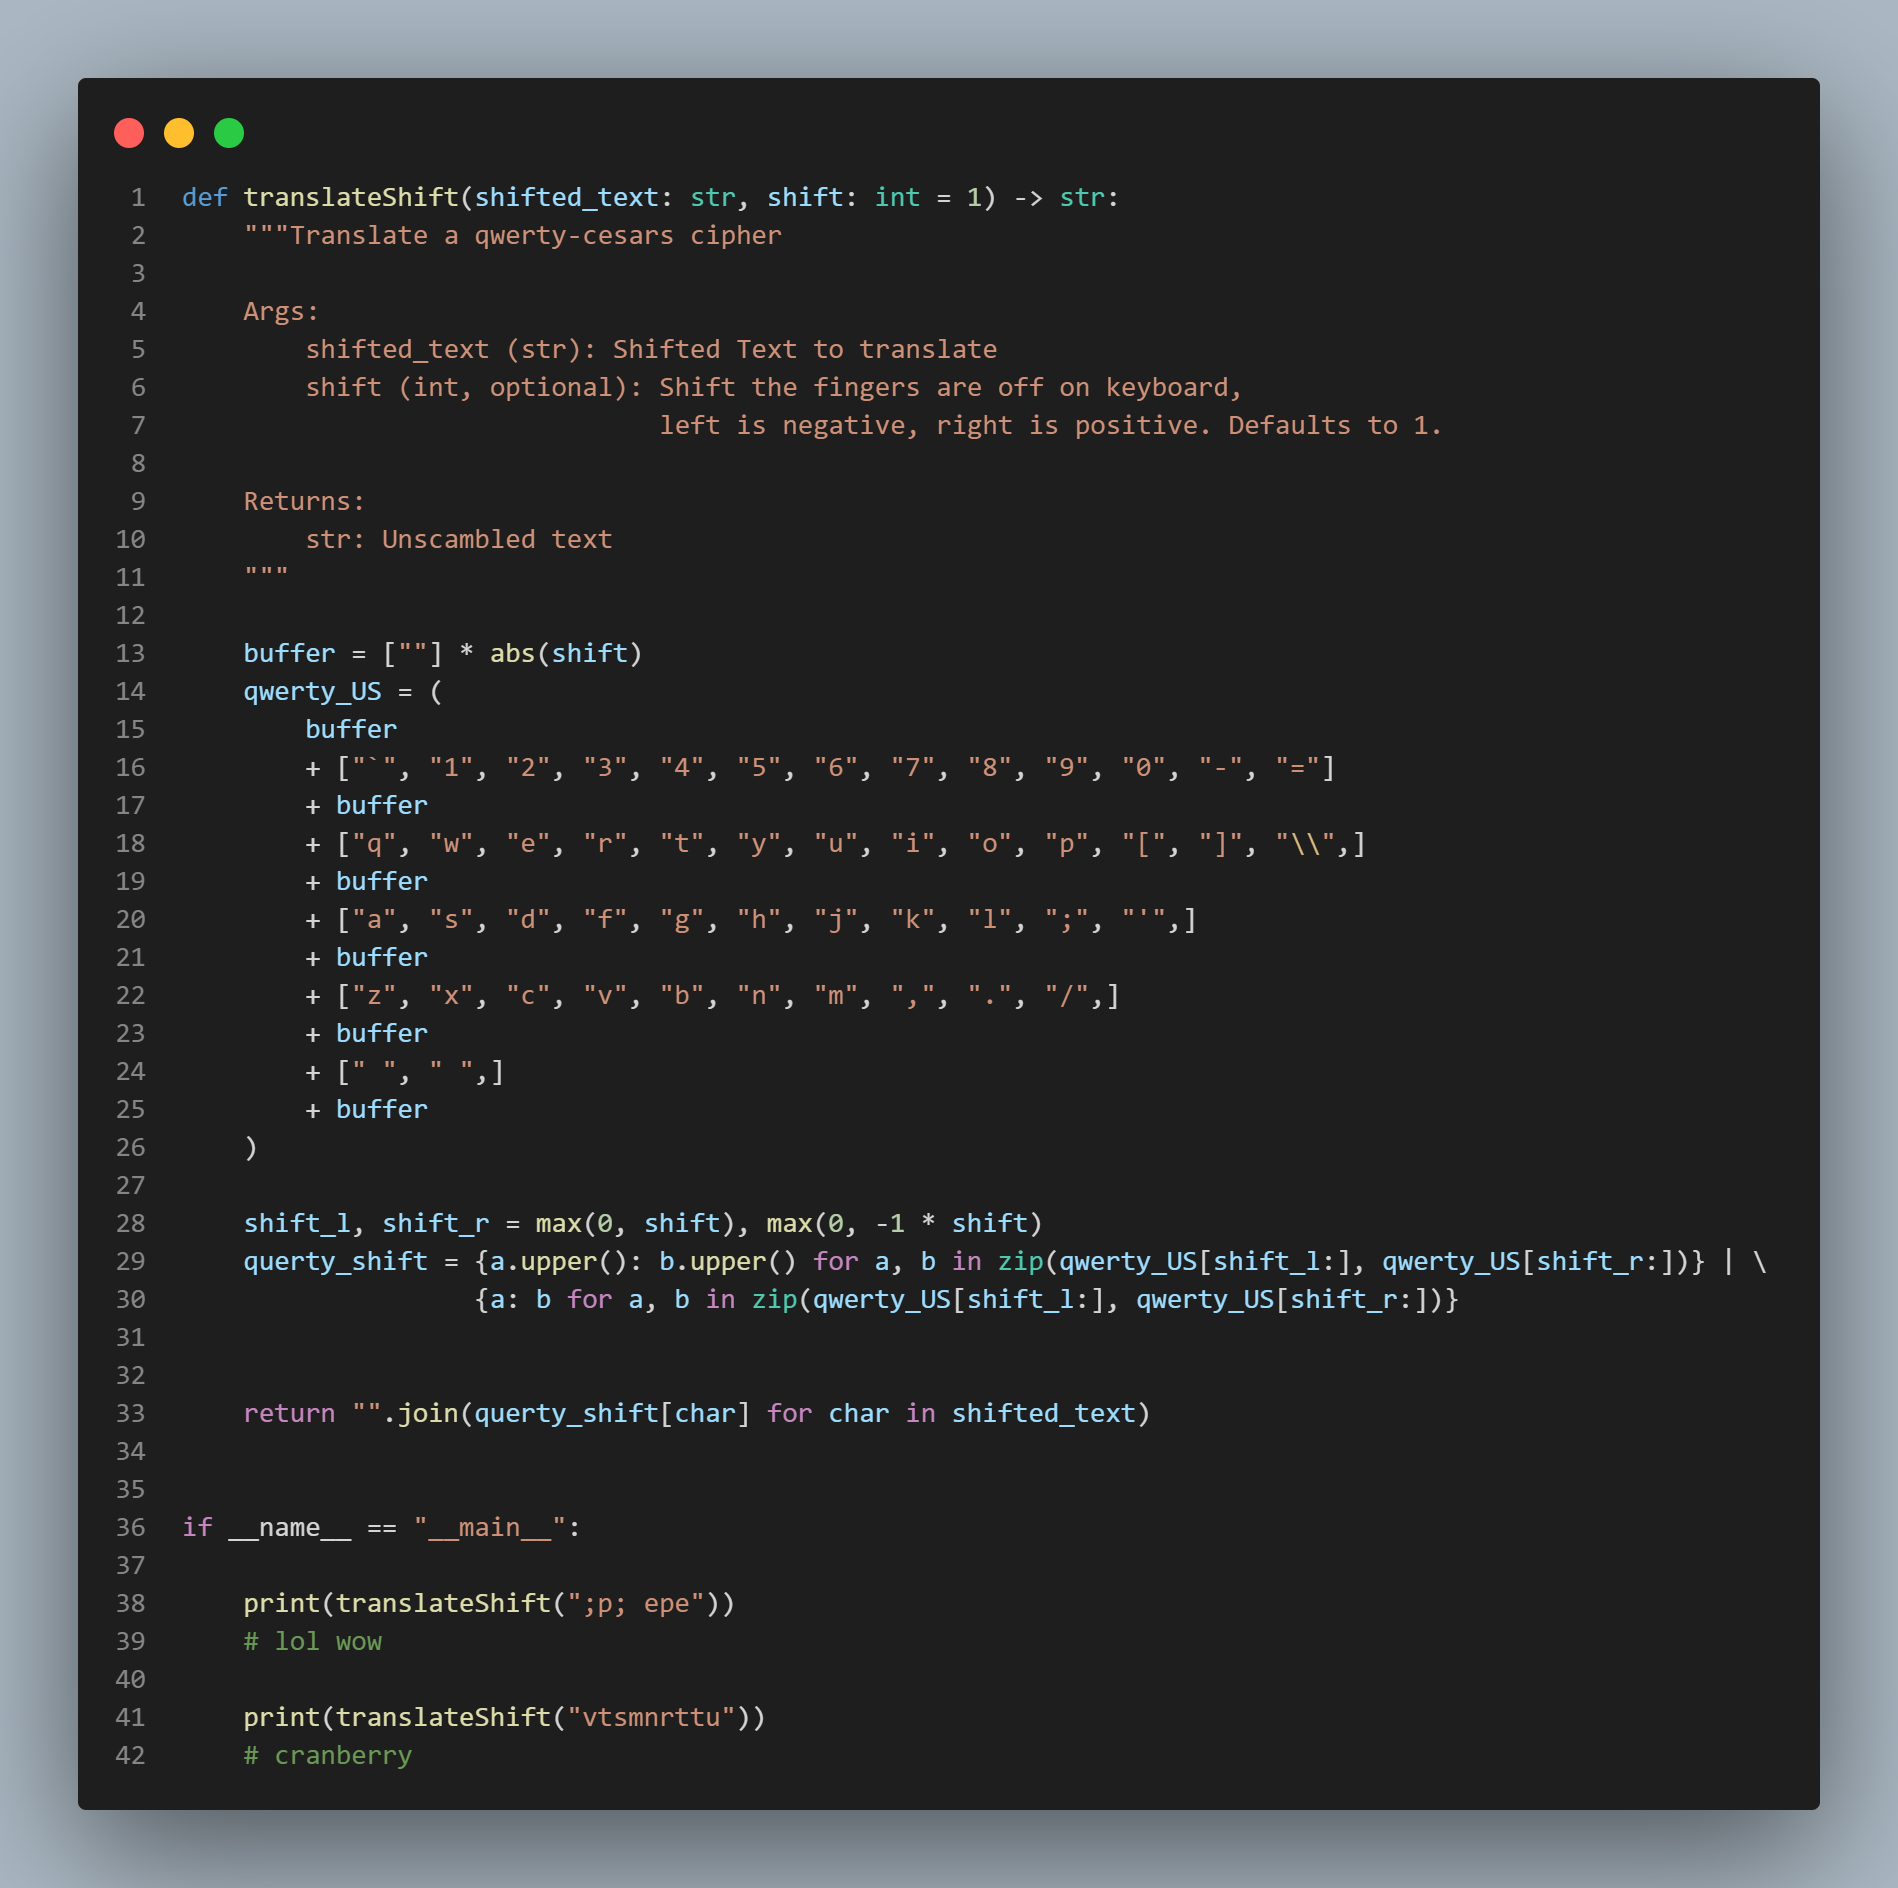 1 def translateShift(shifted_text: str, shift: int = 1) -> str:
2     """Translate a qwerty-cesars cipher
3
4     Args:
5         shifted_text (str): Shifted Text to translate
6         shift (int, optional): Shift the fingers are off on keyboard,
7                                left is negative, right is positive. Defaults to 1.
8
9     Returns:
10         str: Unscambled text
11     """
12
13     buffer = [""] * abs(shift)
14     qwerty_US = (
15         buffer
16         + ["`", "1", "2", "3", "4", "5", "6", "7", "8", "9", "0", "-", "="]
17         + buffer
18         + ["q", "w", "e", "r", "t", "y", "u", "i", "o", "p", "[", "]", "\\",]
19         + buffer
20         + ["a", "s", "d", "f", "g", "h", "j", "k", "l", ";", "'",]
21         + buffer
22         + ["z", "x", "c", "v", "b", "n", "m", ",", ".", "/",]
23         + buffer
24         + [" ", " ",]
25         + buffer
26     )
27
28     shift_l, shift_r = max(0, shift), max(0, -1 * shift)
29     querty_shift = {a.upper(): b.upper() for a, b in zip(qwerty_US[shift_l:], qwerty_US[shift_r:])} | \
30                    {a: b for a, b in zip(qwerty_US[shift_l:], qwerty_US[shift_r:])}
31
32
33     return "".join(querty_shift[char] for char in shifted_text)
34
35
36 if __name__ == "__main__":
37
38     print(translateShift(";p; epe"))
39     # lol wow
40
41     print(translateShift("vtsmnrttu"))
42     # cranberry